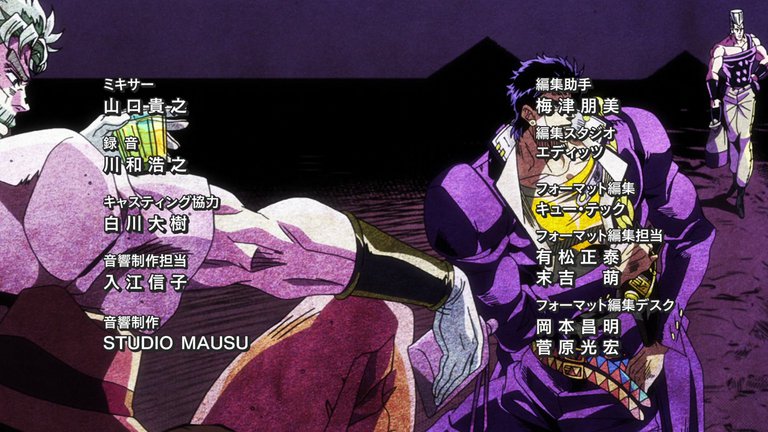 ミキサー
山口貴之
録音
川和浩之
キャスティング協力
白川大樹
音響制作担当
入江信子
音響制作
STUDIO MAUSU
編集助手
梅津朋美
編集スタジオ
エディッツ
フォーマット編集
キュー・テック
フォーマット編集担当
有松正泰
末吉 萌
フォーマット編集デスク
岡本昌明
菅原光宏